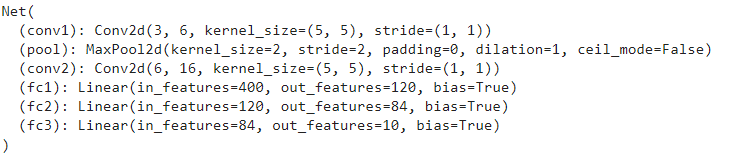 Net(
  (conv1): Conv2d(3, 6, kernel_size=(5, 5), stride=(1, 1))
  (pool): MaxPool2d(kernel_size=2, stride=2, padding=0, dilation=1, ceil_mode=False)
  (conv2): Conv2d(6, 16, kernel_size=(5, 5), stride=(1, 1))
  (fc1): Linear(in_features=400, out_features=120, bias=True)
  (fc2): Linear(in_features=120, out_features=84, bias=True)
  (fc3): Linear(in_features=84, out_features=10, bias=True)
)